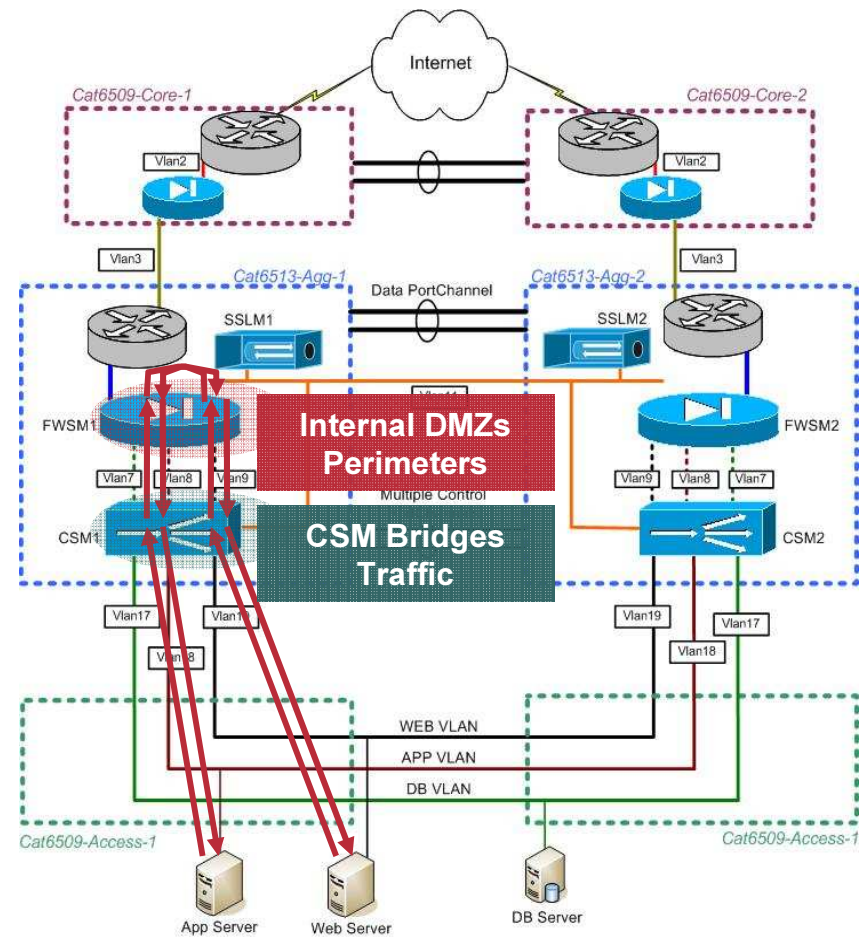 Internet
Cat6509-Core-1
Cat6509-Core-2
Vlan2
Vlan2
Vlan3
Vlan3
Cat6513-Agg-1
Cat6513-Agg-2
Data PortChannel
SSLM1
SSLM2
Internal DMZs
Perimeters
FWSM1
FWSM2
Vlan7
Vlan8
Vlan9
Vlan9
Vlan8
Vlan7
Multiple Control
CSM Bridges
Traffic
CSM1
CSM2
Vlan17
Vlan19
Vlan17
Vlan18
WEB VLAN
APP VLAN
DB VLAN
Cat6509-Access-1
Cat6509-Access-1
App Server
Web Server
DB Server